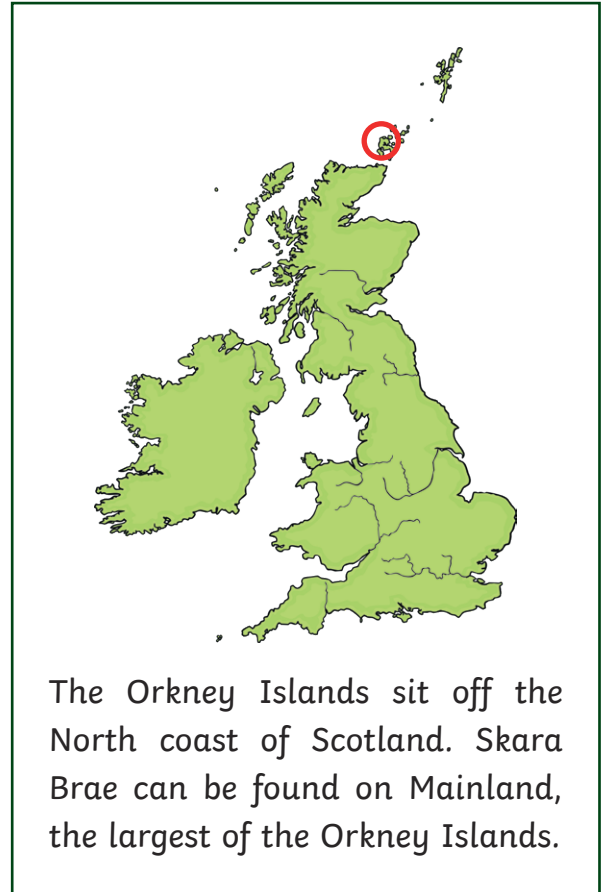 The Orkney Islands sit off the
North coast of Scotland. Skara
Brae can be found on Mainland,
the largest of the Orkney Islands.